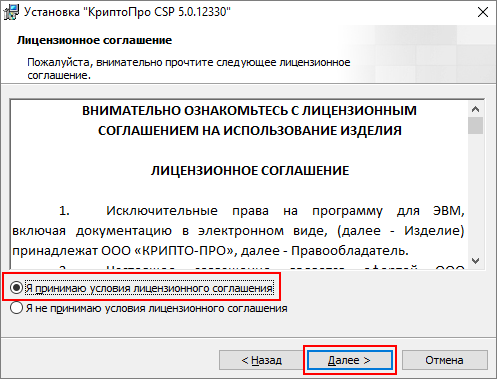 Установка "КриптоПро CSP 5.0.12330"
Лицензионное соглашение
Пожалуйста, внимательно прочтите следующее лицензионное
соглашение.
ВНИМАТЕЛЬНО ОЗНАКОМЬТЕСЬ С ЛИЦЕНЗИОННЫМ
СОГЛАШЕНИЕМ НА ИСПОЛЬЗОВАНИЕ ИЗДЕЛИЯ
ЛИЦЕНЗИОННОЕ СОГЛАШЕНИЕ
1. Исключительные права на программу для ЭВМ,
включая документацию в электронном виде, (далее - Изделие)
принадлежат ООО «КРИПТО-ПРО», далее - Правообладатель.
Я принимаю условия лицензионного соглашения
Я не принимаю условия лицензионного соглашения
< Назад
Далее >
Отмена